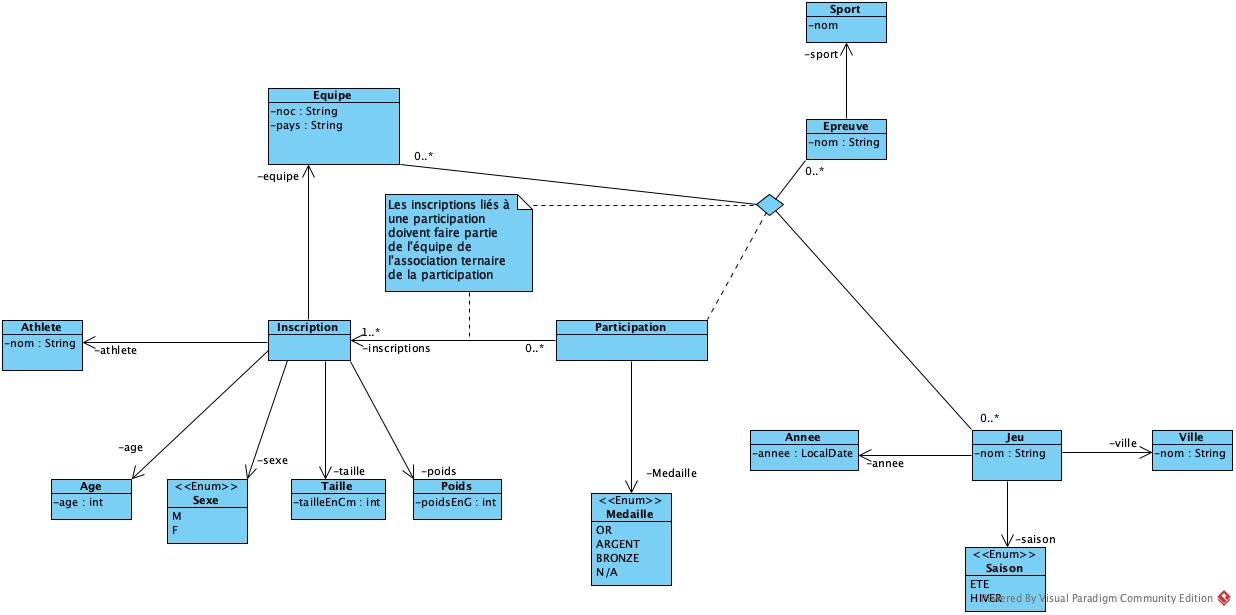 Sport
-nom
-sport
Equipe
-noc : String
-pays : String
Epreuve
-nom : String
0..*
0..*
-equipe
Les inscriptions liés à
une participation
doivent faire partie
de l'équipe de
l'association ternaire
de la participation
Athlete
-nom : String
-athlete
Inscription
1..*
-inscriptions
0..*
Participation
0..*
Annee
-annee : LocalDate
-annee
Jeu
-nom : String
-ville
Ville
-nom : String
-age
-sexe
-taille
-poids
-Medaille
Age
-age : int
<<Enum>>
Sexe
M
F
Taille
-tailleEnCm : int
Poids
-poidsEnG : int
<<Enum>>
Medaille
OR
ARGENT
BRONZE
N/A
-saison
<<Enum>>
Saison
ETE
HIVER
Powered By Visual Paradigm Community Edition